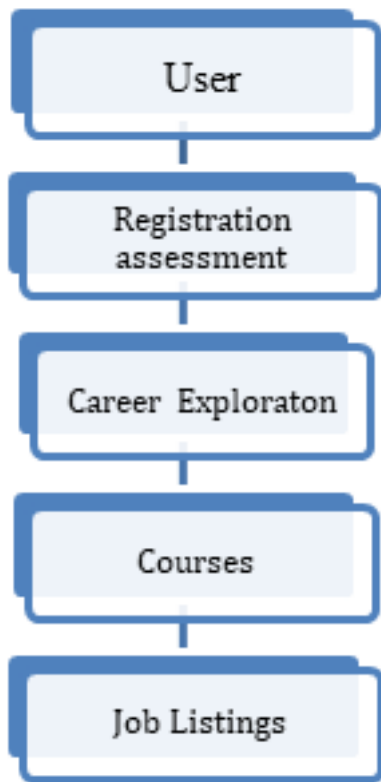 User
Registration
assessment
Career Exploraton
Courses
Job Listings